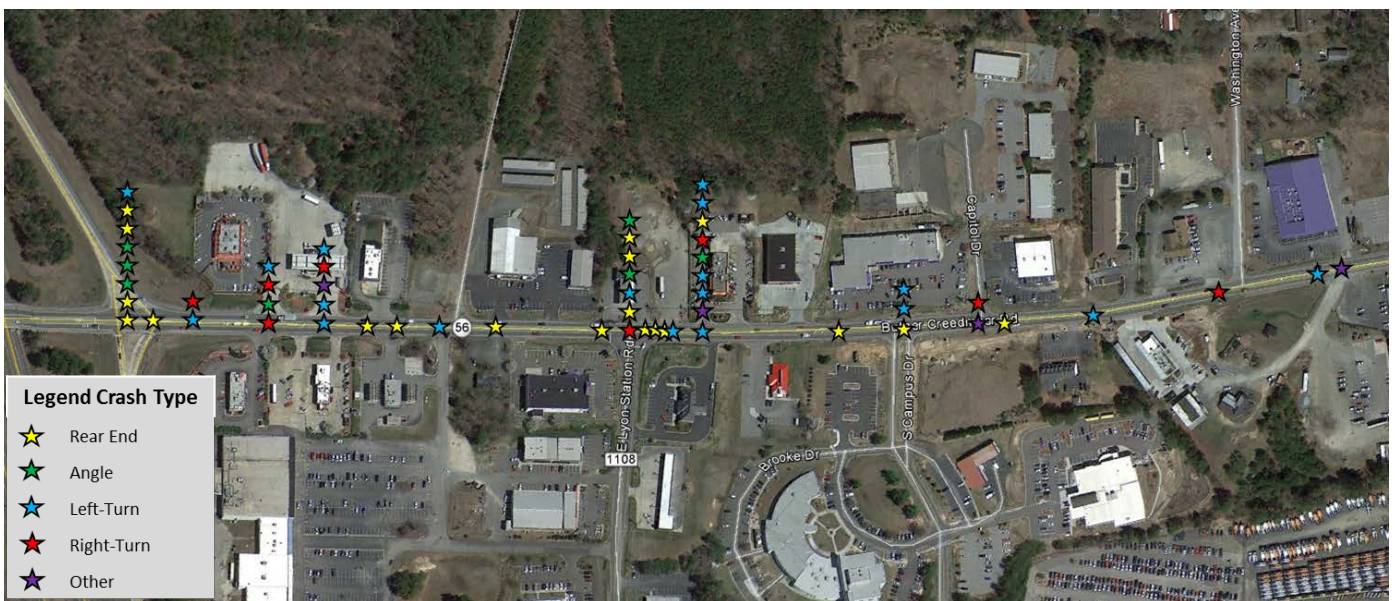 Washington Ave
Capitol Dr
56
E Lyon Station Rd
S Campus Dr
Brooke Dr
1108
Legend Crash Type
Rear End
Angle
Left-Turn
Right-Turn
Other